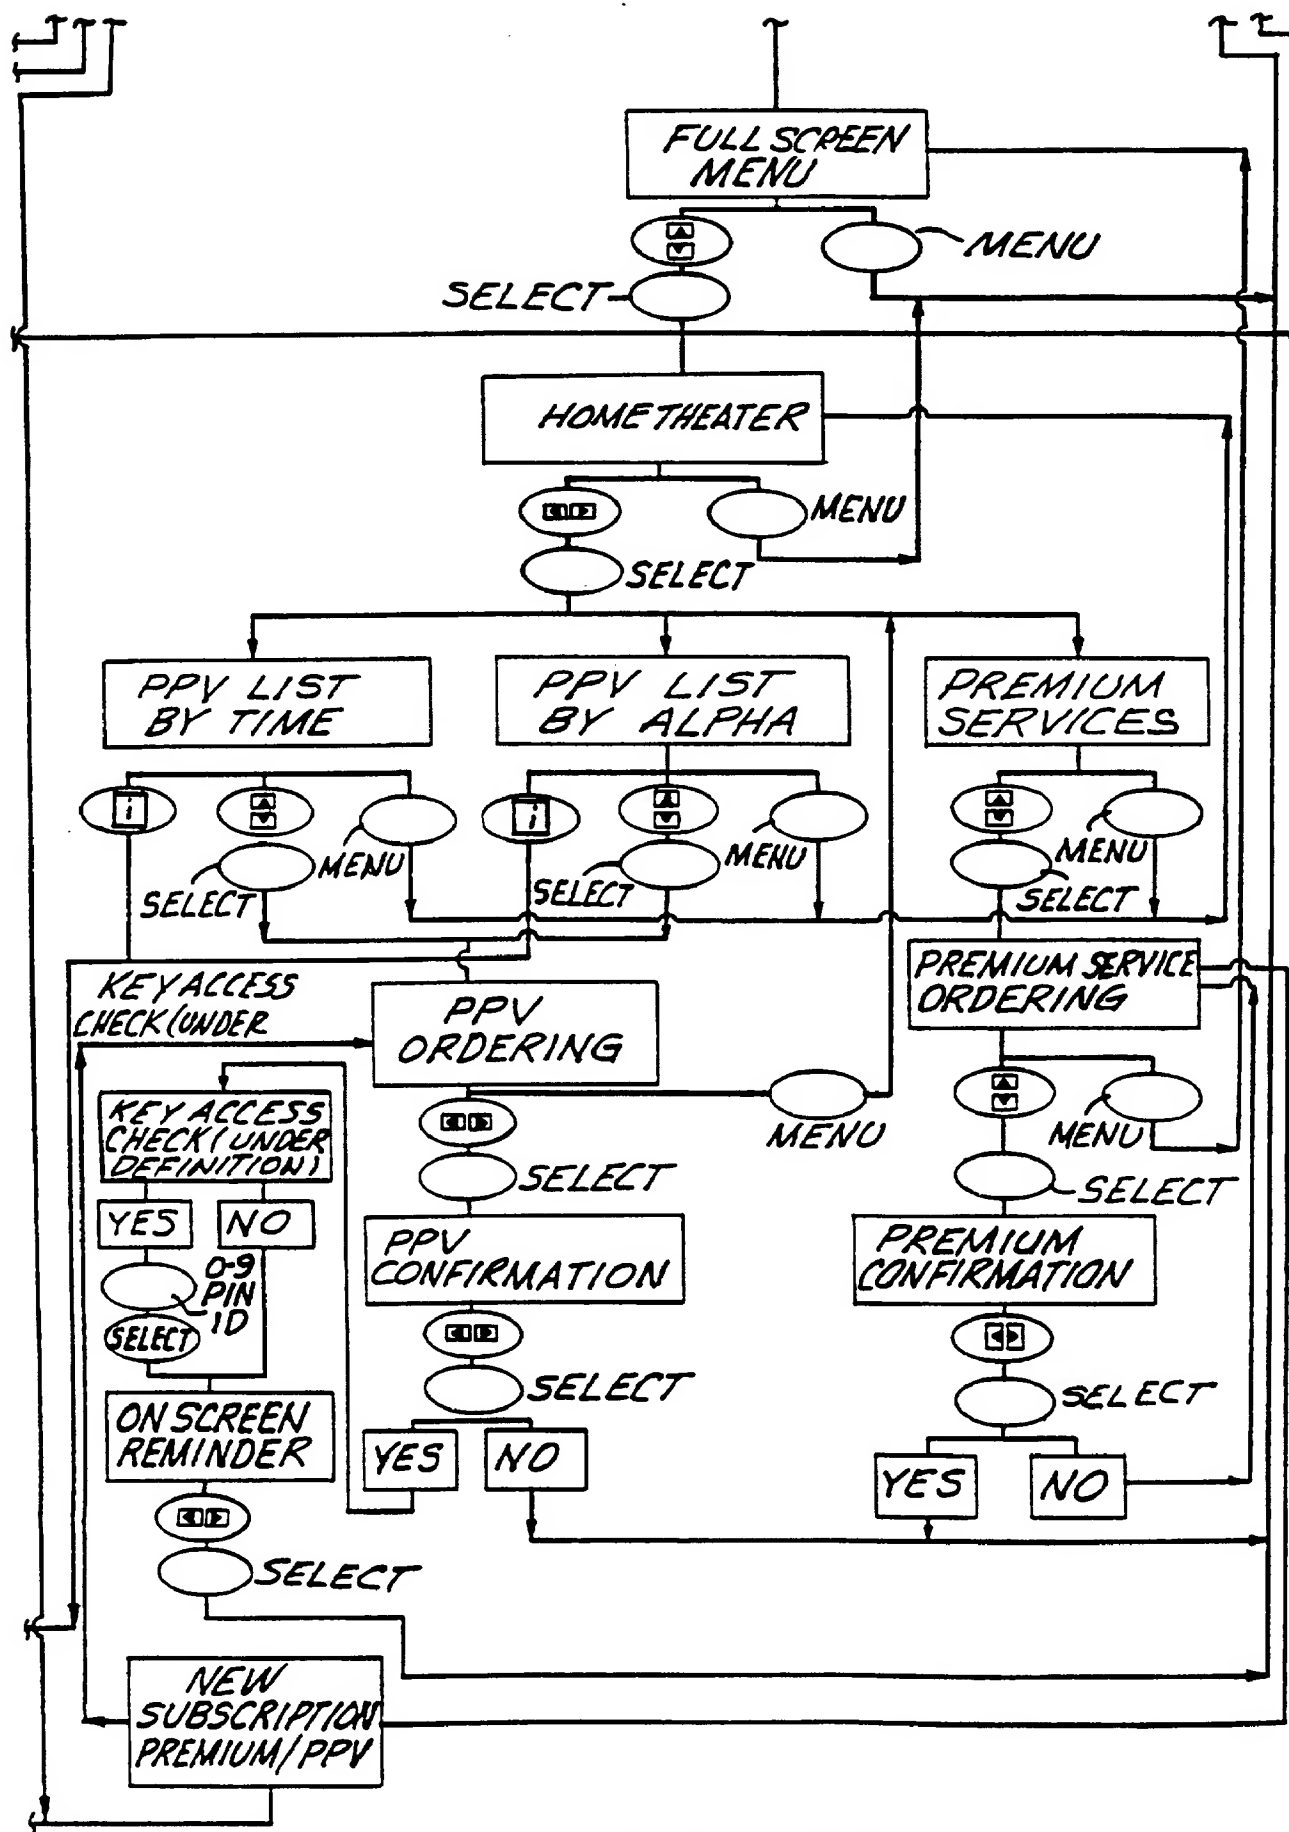 FULL SCREEN
MENU
MENU
SELECT
HOME THEATER
MENU
SELECT
PPV LIST
BY TIME
PPV LIST
BY ALPHA
PREMIUM
SERVICES
i
MENU
SELECT
i
MENU
SELECT
MENU
SELECT
KEY ACCESS
CHECK (UNDER
PPV
ORDERING
PREMIUM SERVICE
ORDERING
MENU
MENU
KEY ACCESS
CHECK (UNDER
DEFINITION)
SELECT
SELECT
YES
NO
0-9
PIN
ID
SELECT
PPV
CONFIRMATION
PREMIUM
CONFIRMATION
SELECT
SELECT
ON SCREEN
REMINDER
YES
NO
YES
NO
SELECT
NEW
SUBSCRIPTION
PREMIUM/PPV